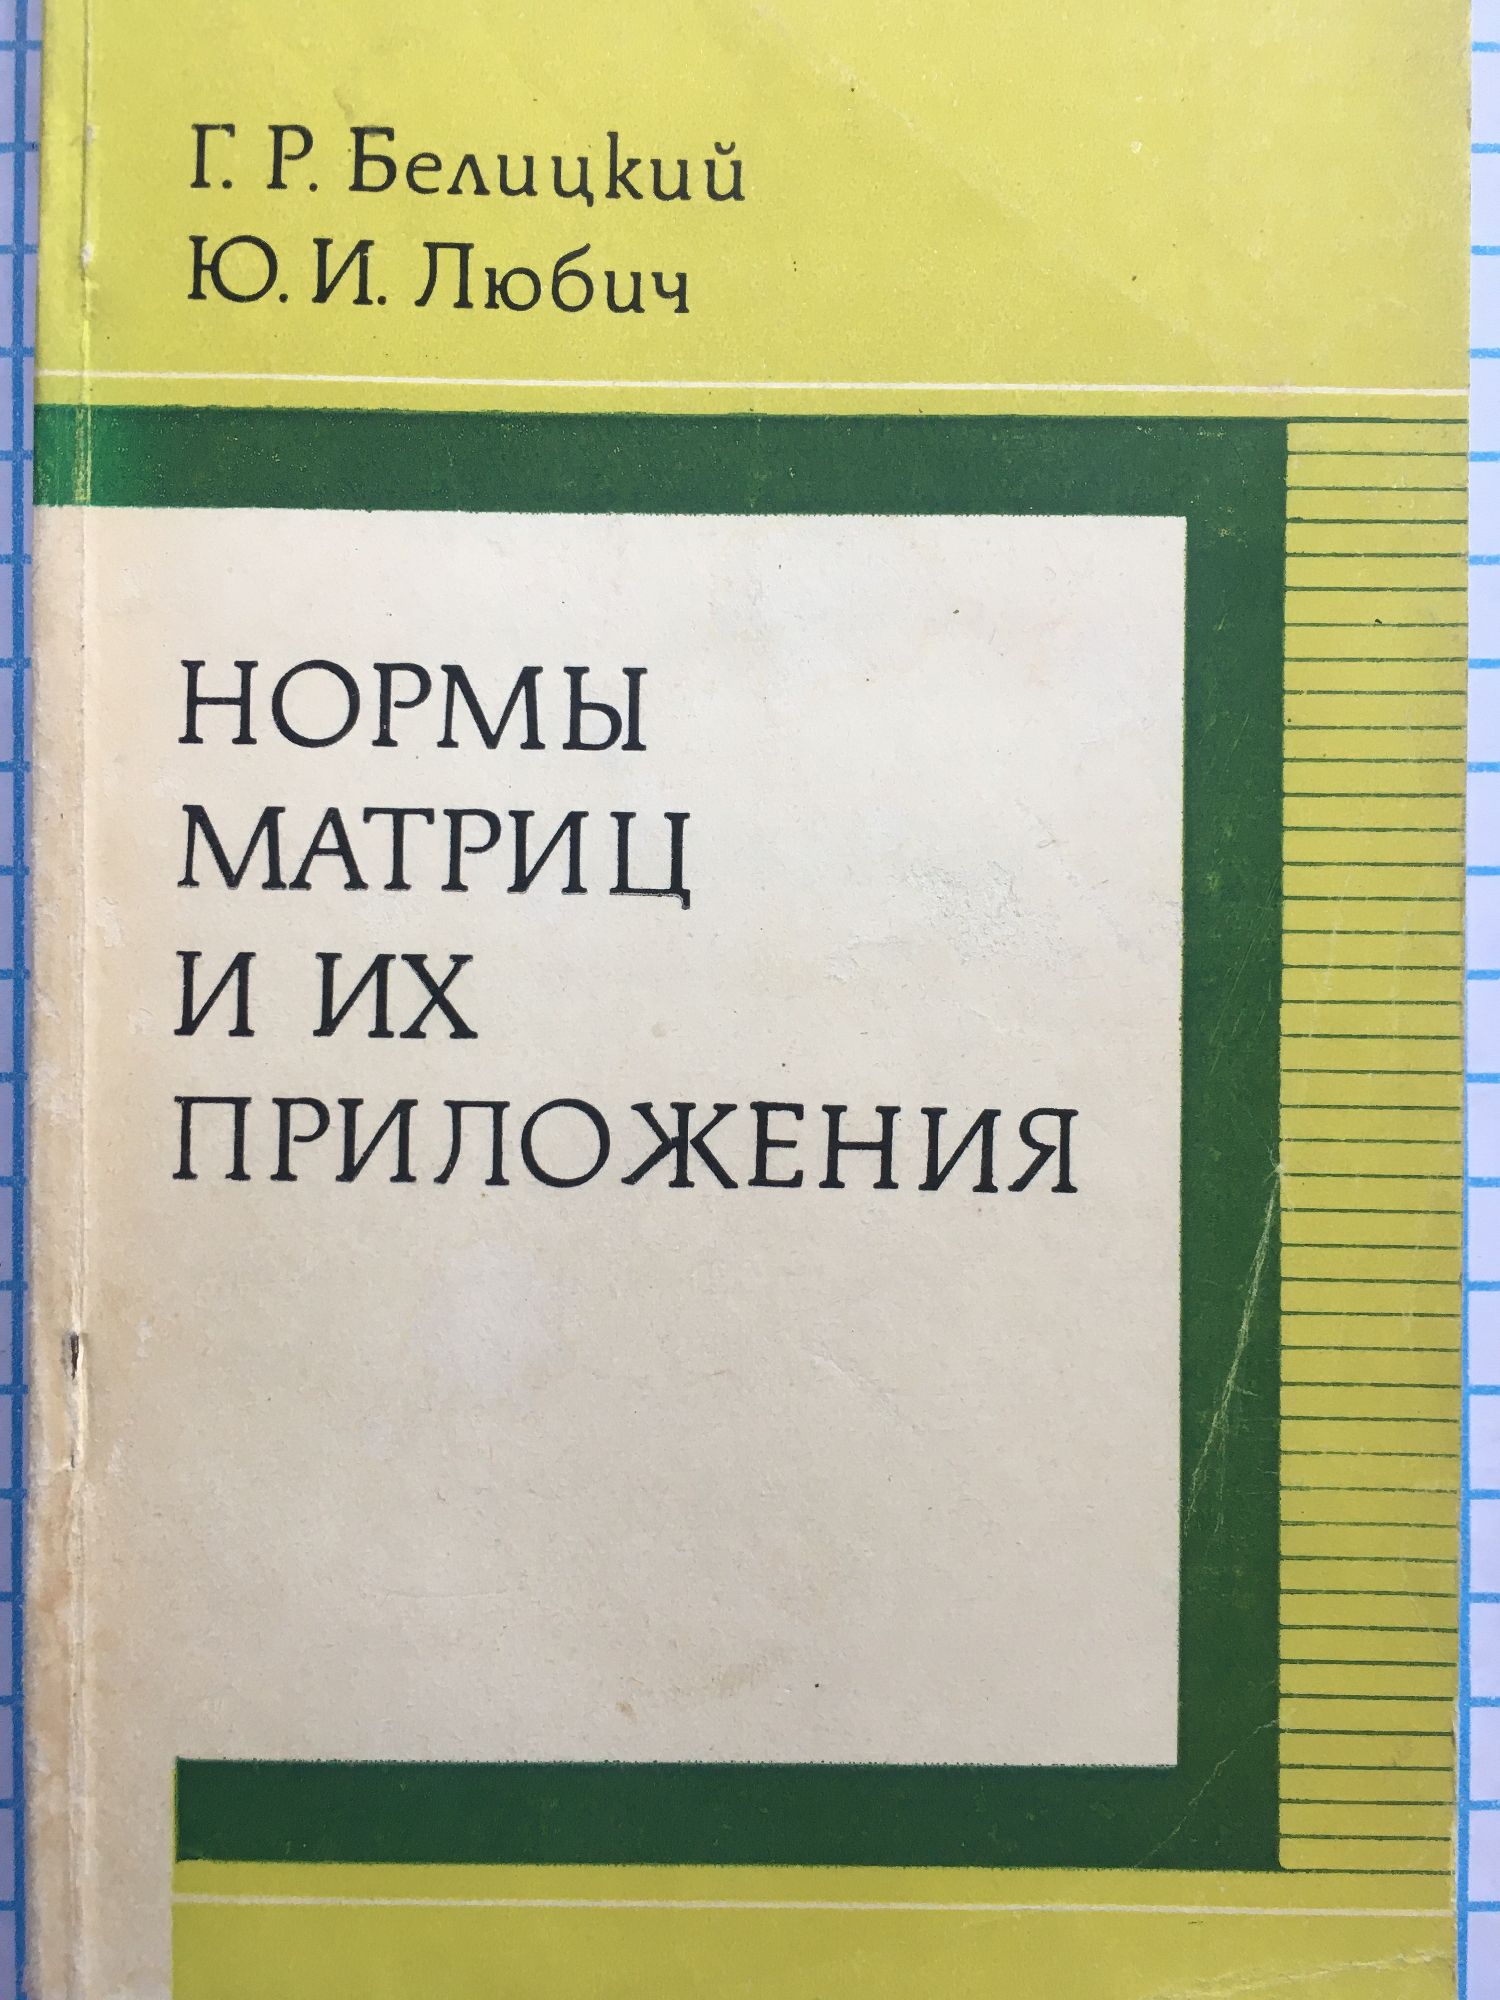 Г. Р. Белицкий
Ю. И. Любич
НОРМЫ
МАТРИЦ
И ИХ
ПРИЛОЖЕНИЯ